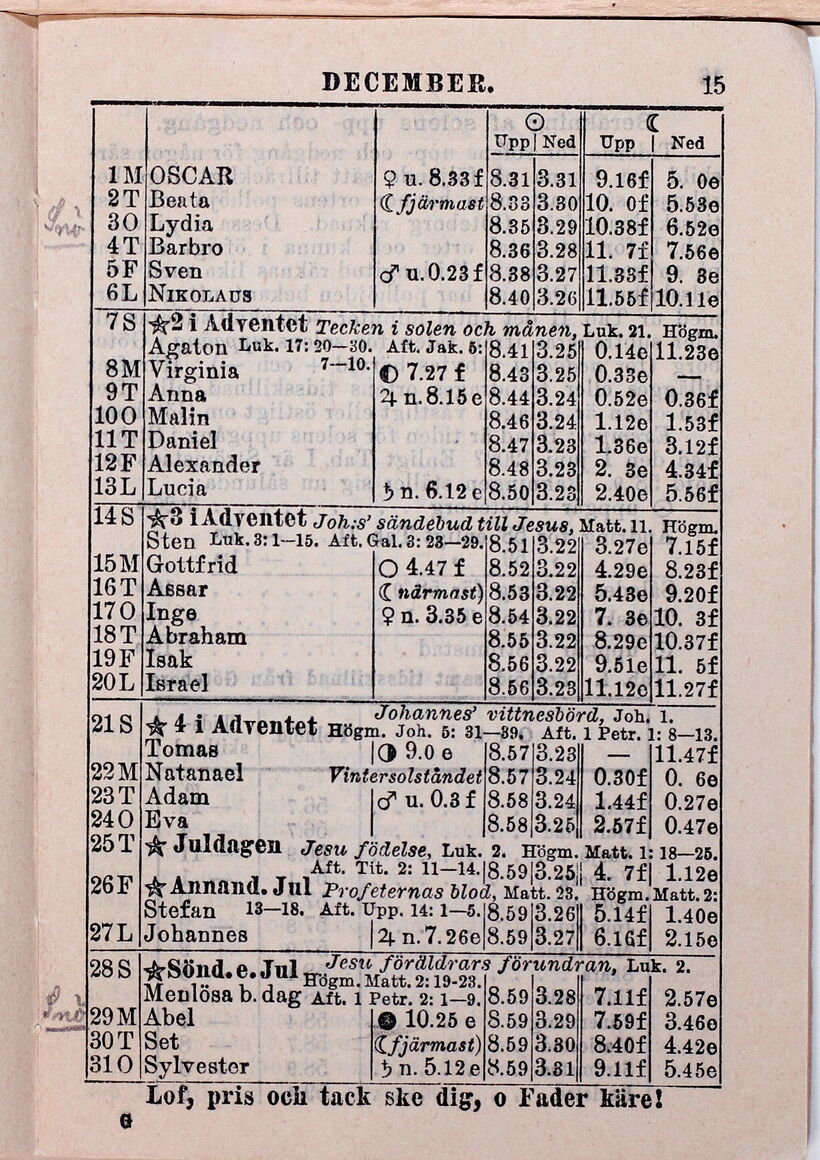 DECEMBER. 15
☉ ☾
Upp Ned Upp Ned
1 M OSCAR ♀ u. 8.33 f 8.31 3.31 9.16f 5. 0e
2 T Beata ☾ fjärmast 8.33 3.30 10. 0f 5.53e
Snö
3 O Lydia 8.35 3.29 10.38f 6.52e
4 T Barbro 8.36 3.28 11. 7f 7.56e
5 F Sven ♂ u. 0.23 f 8.38 3.27 11.33f 9. 3e
6 L NIKOLAUS 8.40 3.26 11.55f 10.11e
7 S ☆ 2 i Adventet Tecken i solen och månen, Luk. 21. Högm.
Agaton Luk. 17: 20—30. Aft. Jak. 5: 8.41 3.25 0.14e 11.23e
7—10.
8 M Virginia ◐ 7.27 f 8.43 3.25 0.33e —
9 T Anna ♃ n. 8.15 e 8.44 3.24 0.52e 0.36f
10 O Malin 8.46 3.24 1.12e 1.53f
11 T Daniel 8.47 3.23 1.36e 3.12f
12 F Alexander 8.48 3.23 2. 3e 4.34f
13 L Lucia ♄ n. 6.12 e 8.50 3.23 2.40e 5.56f
14 S ☆ 3 i Adventet Joh:s' sändebud till Jesus, Matt. 11. Högm.
Sten Luk. 3: 1—15. Aft. Gal. 3: 23—29. 8.51 3.22 3.27e 7.15f
15 M Gottfrid ○ 4.47 f 8.52 3.22 4.29e 8.23f
16 T Assar ☾ närmast) 8.53 3.22 5.43e 9.20f
17 O Inge ♀ n. 3.35 e 8.54 3.22 7. 3e 10. 3f
18 T Abraham 8.55 3.22 8.29e 10.37f
19 F Isak 8.56 3.22 9.51e 11. 5f
20 L Israel 8.56 3.23 11.12e 11.27f
21 S ☆ 4 i Adventet Johannes' vittnesbörd, Joh. 1.
Högm. Joh. 5: 31—39. Aft. 1 Petr. 1: 8—13.
Tomas ◑ 9.0 e 8.57 3.23 — 11.47f
22 M Natanael Vintersolståndet 8.57 3.24 0.30f 0. 6e
23 T Adam ♂ u. 0.3 f 8.58 3.24 1.44f 0.27e
24 O Eva 8.58 3.25 2.57f 0.47e
25 T ☆ Juldagen Jesu födelse, Luk. 2. Högm. Matt. 1: 18—25.
Aft. Tit. 2: 11—14. 8.59 3.25 4. 7f 1.12e
26 F ☆ Annand. Jul Profeternas blod, Matt. 23. Högm. Matt. 2:
Stefan 13—18. Aft. Upp. 14: 1—5. 8.59 3.26 5.14f 1.40e
27 L Johannes ♃ n. 7.26e 8.59 3.27 6.16f 2.15e
28 S ☆ Sönd. e. Jul Jesu föräldrars förundran, Luk. 2.
Högm. Matt. 2: 19-23.
Menlösa b. dag Aft. 1 Petr. 2: 1—9. 8.59 3.28 7.11f 2.57e
Snö
29 M Abel ● 10.25 e 8.59 3.29 7.59f 3.46e
30 T Set ☾ fjärmast) 8.59 3.30 8.40f 4.42e
31 O Sylvester ♄ n. 5.12 e 8.59 3.31 9.11f 5.45e
Lof, pris och tack ske dig, o Fader käre!
G